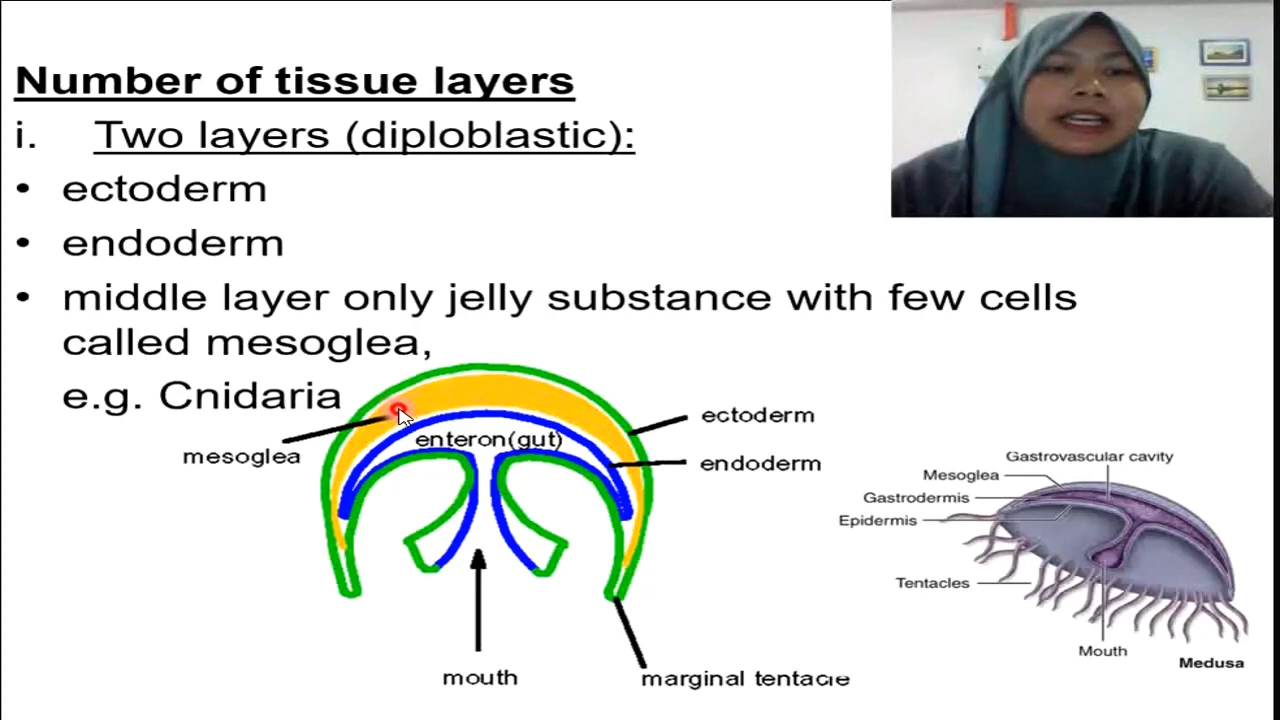 Number of tissue layers
i. Two layers (diploblastic):
• ectoderm
• endoderm
• middle layer only jelly substance with few cells
called mesoglea,
e.g. Cnidaria
ectoderm
enteron(gut)
mesoglea
endoderm
mouth
marginal tentacle
Gastrovascular cavity
Mesoglea
Gastrodermis
Epidermis
Tentacles
Mouth
Medusa